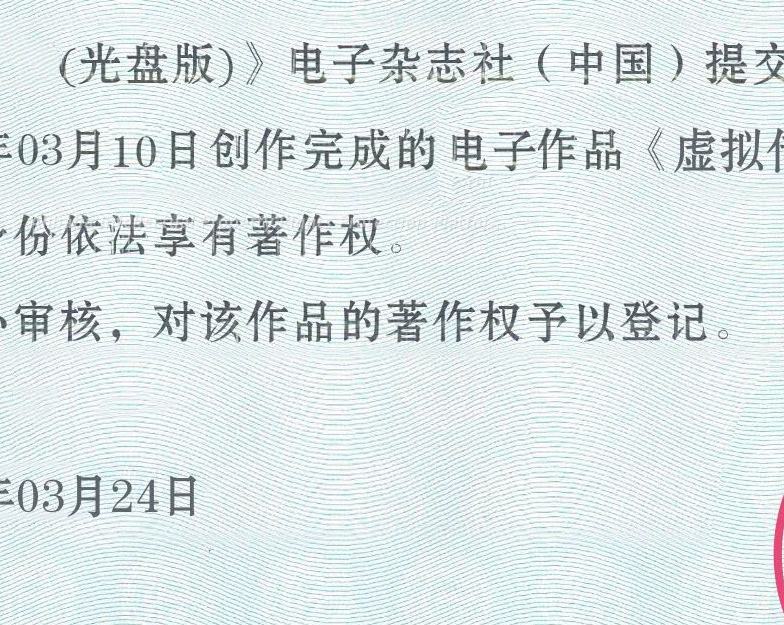 (光盘版)》电子杂志社（中国）提交
年03月10日创作完成的电子作品《虚拟
份依法享有著作权。
审核，对该作品的著作权予以登记。
年03月24日